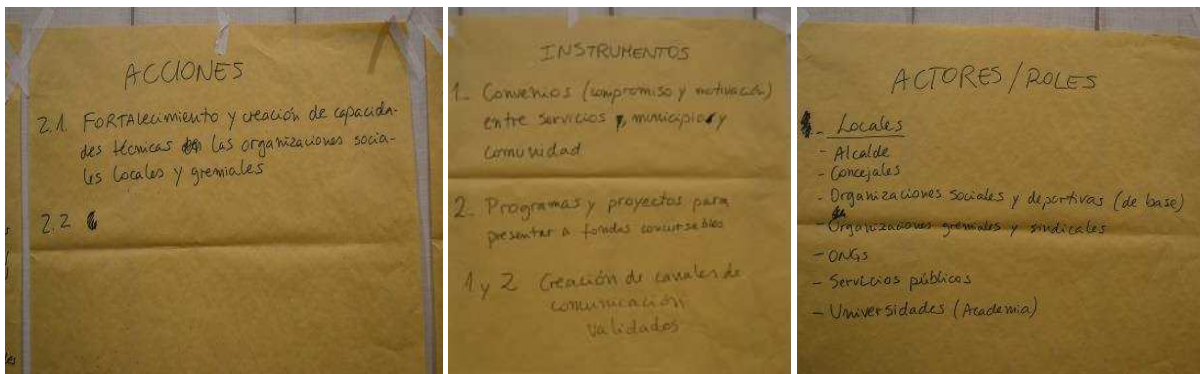 ACCIONES
2.1 FORTALecimiento y creación de capacida-
des técnicas las organizaciones socia-
les locales y gremiales
2.2
INSTRUMENTOS
1- Convenios (compromiso y motivación)
entre servicios, municipio y
comunidad
2. Programas y proyectos para
presentar a fondos concursables
1 y 2 Creación de canales de
comunicación
validados
ACTORES/ROLES
- Locales
- Alcalde
- Concejales
- Organizaciones sociales y deportivas (de base)
- Organizaciones gremiales y sindicales
- ONGs
- Servicios públicos
- Universidades (Academia)